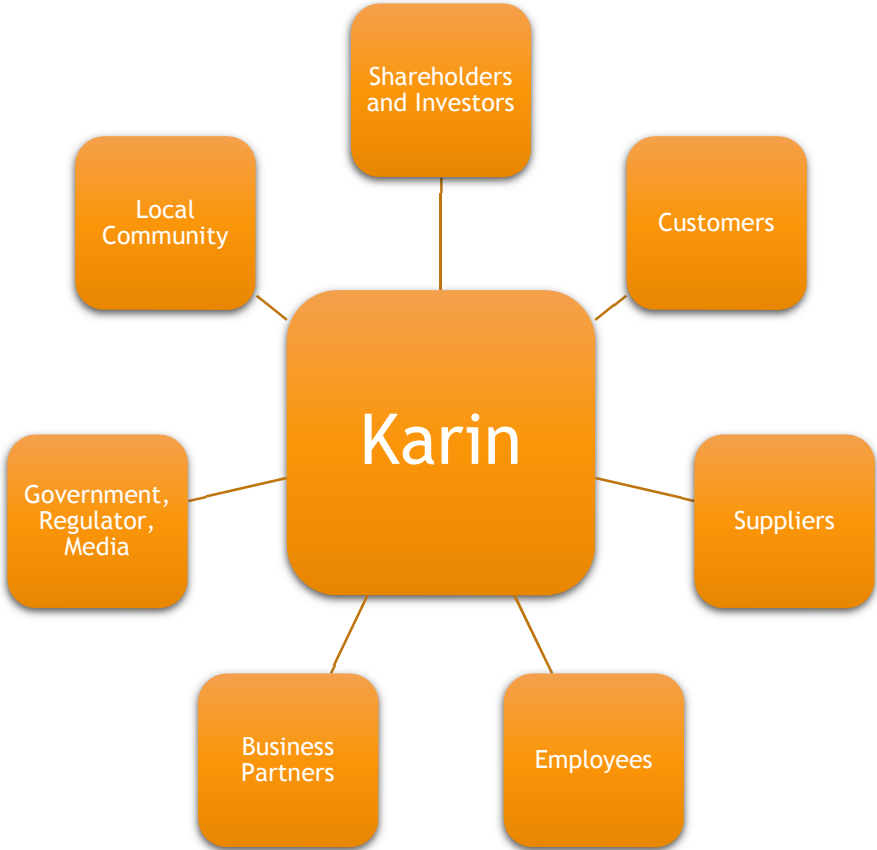 Shareholders
and Investors
Local
Community
Customers
Karin
Government,
Regulator,
Media
Suppliers
Business
Partners
Employees